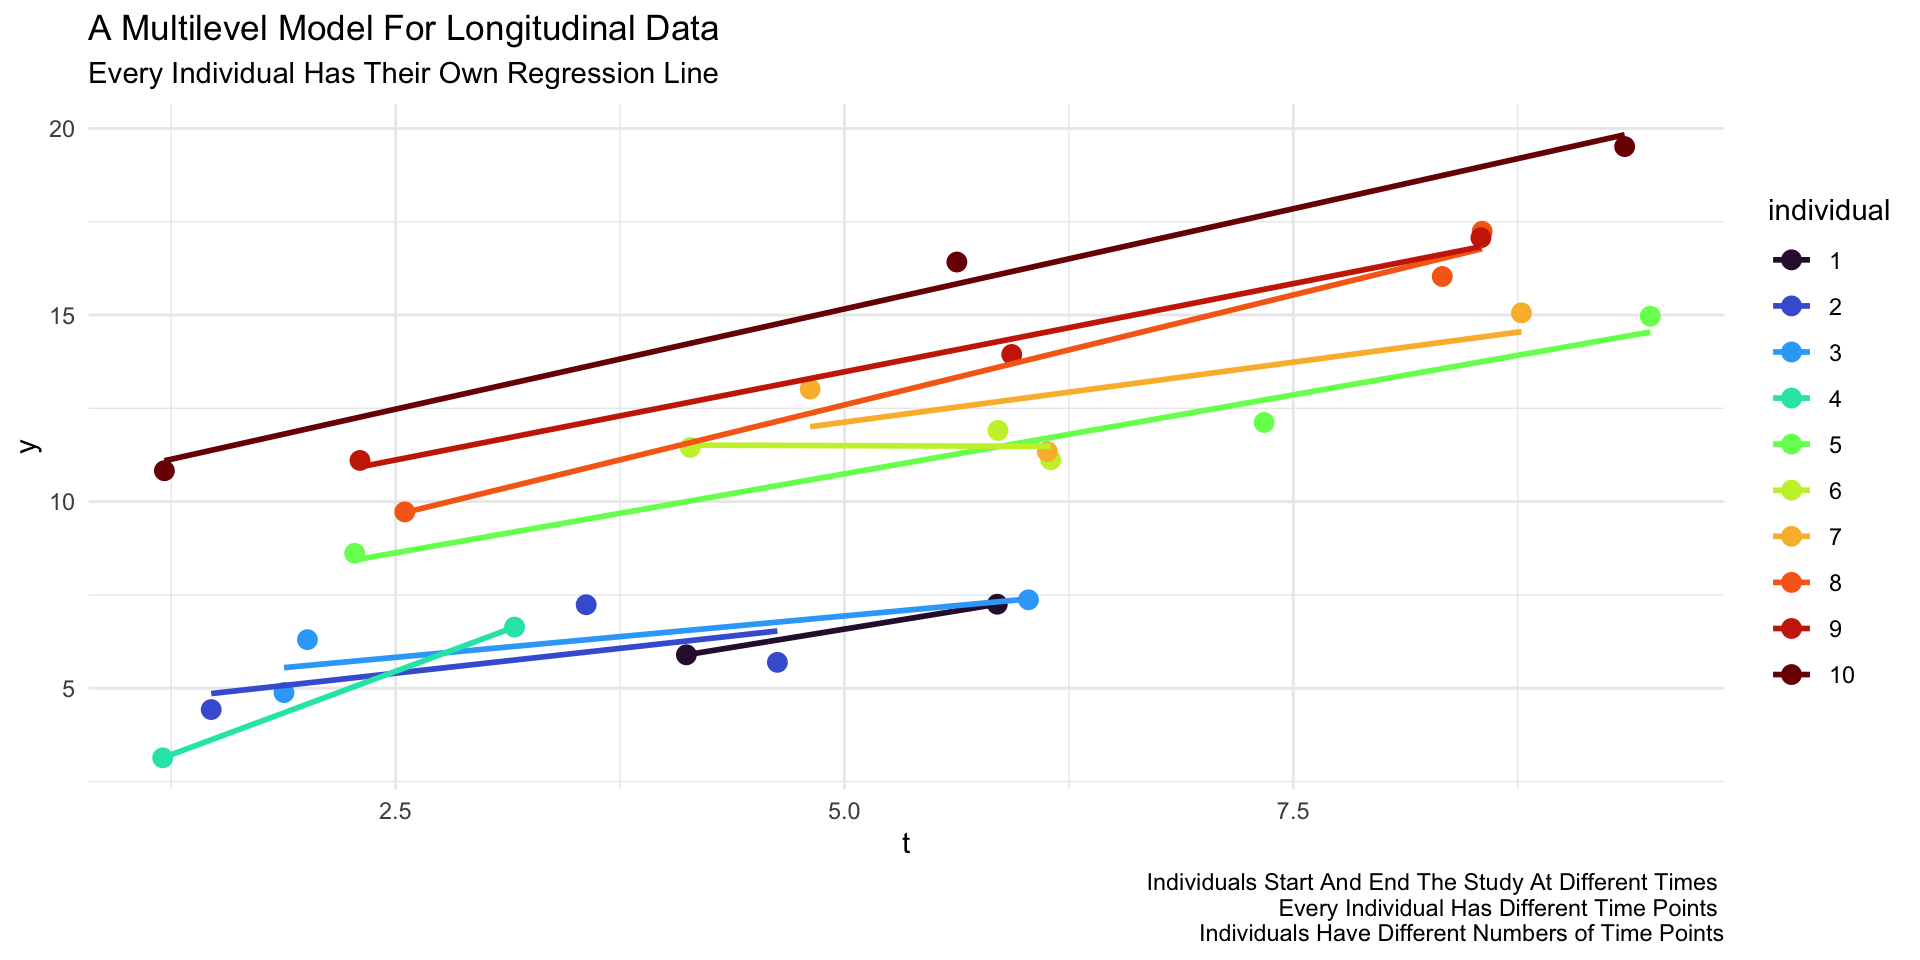 A Multilevel Model For Longitudinal Data
Every Individual Has Their Own Regression Line
20
15
10
5
y
2.5 5.0 7.5
t
individual
1
2
3
4
5
6
7
8
9
10
Individuals Start And End The Study At Different Times
Every Individual Has Different Time Points
Individuals Have Different Numbers of Time Points